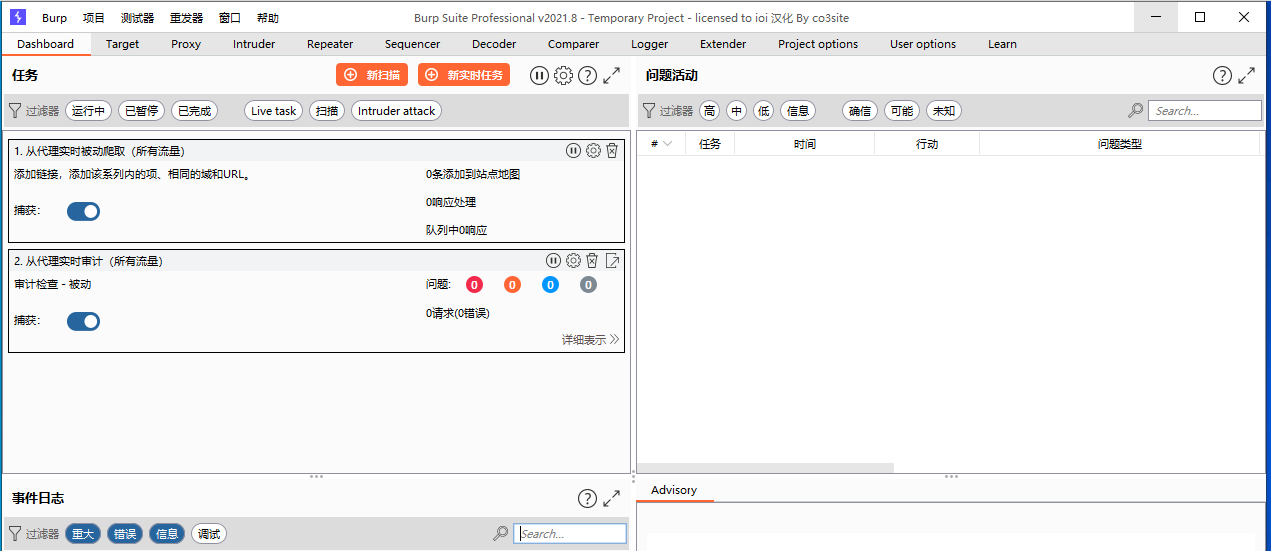 Burp 项目 测试器 重发器 窗口 帮助 Burp Suite Professional v2021.8 - Temporary Project - licensed to ioi 汉化 By co3site
Dashboard Target Proxy Intruder Repeater Sequencer Decoder Comparer Logger Extender Project options User options Learn
任务 新扫描 新实时任务
过滤器 运行中 已暂停 已完成 Live task 扫描 Intruder attack
1. 从代理实时被动爬取（所有流量）
添加链接，添加该系列内的项、相同的域和URL。 0条添加到站点地图
0响应处理
捕获：
队列中0响应
2. 从代理实时审计（所有流量）
审计检查 - 被动 问题: 0 0 0 0
0请求(0错误)
捕获：
详细表示
事件日志
过滤器 重大 错误 信息 调试 Search...
问题活动
过滤器 高 中 低 信息 确信 可能 未知 Search...
# 任务 时间 行动 问题类型
Advisory